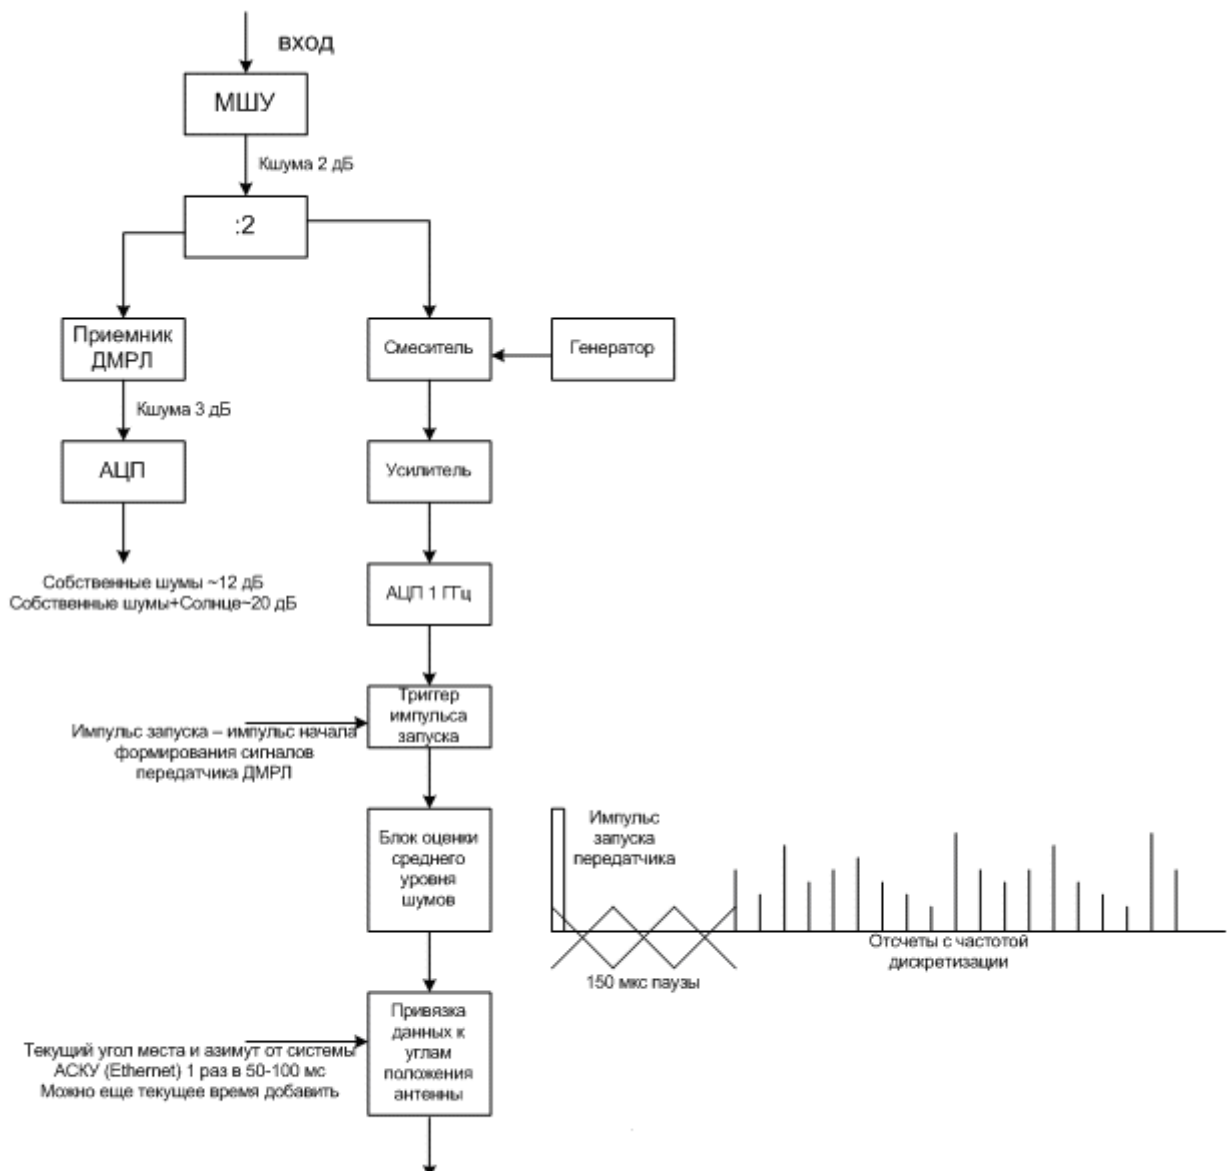 вход
МШУ
Кшума 2 дБ
:2
Приемник
ДМРЛ
Смеситель
Генератор
Кшума 3 дБ
АЦП
Усилитель
Собственные шумы ~12 дБ
Собственные шумы+Солнце~20 дБ
АЦП 1 ГГц
Триггер
импульса
запуска
Импульс запуска – импульс начала
формирования сигналов
передатчика ДМРЛ
Блок оценки
среднего
уровня
шумов
Импульс
запуска
передатчика
Отсчеты с частотой
дискретизации
150 мкс паузы
Привязка
данных к
углам
положения
антенны
Текущий угол места и азимут от системы
АСКУ (Ethernet) 1 раз в 50-100 мс
Можно еще текущее время добавить